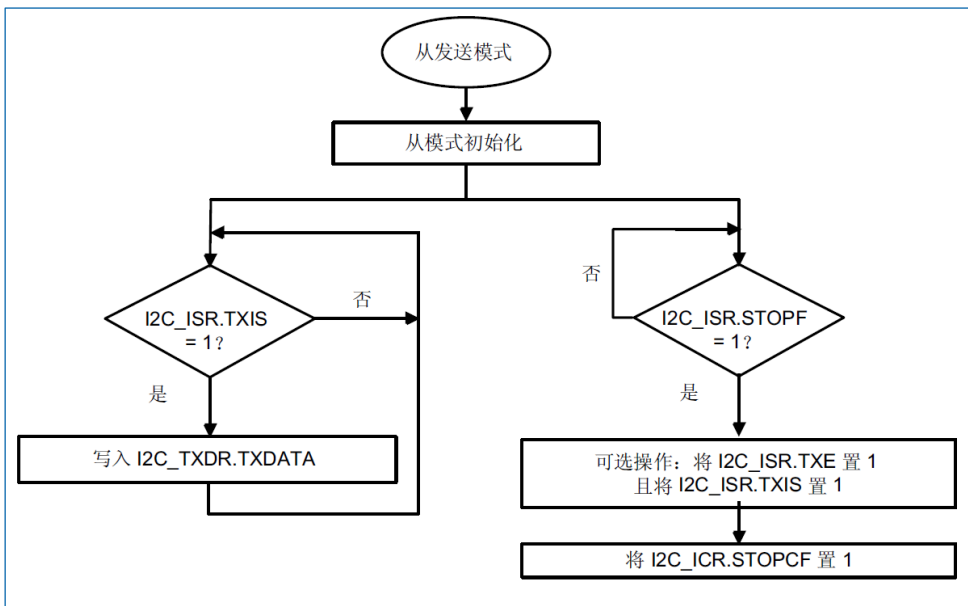 从发送模式
从模式初始化
I2C_ISR.TXIS
= 1？
否
是
写入 I2C_TXDR.TXDATA
否
I2C_ISR.STOPF
= 1？
是
可选操作：将 I2C_ISR.TXE 置 1
且将 I2C_ISR.TXIS 置 1
将 I2C_ICR.STOPCF 置 1